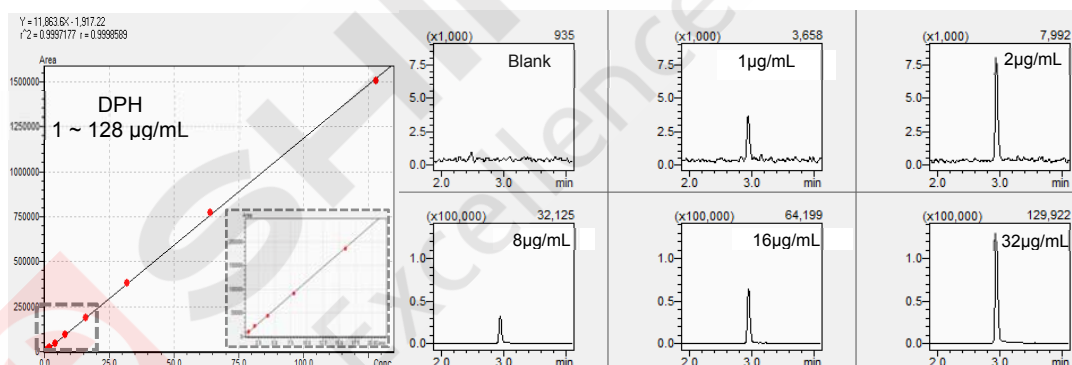 Y = 11,863.6X - 1,917.22
r^2 = 0.9997177 r = 0.9998589
Area
1500000
1250000
1000000
750000
500000
250000
0
0.0 25.0 50.0 75.0 100.0 Conc.
DPH
1 ~ 128 µg/mL
(x1,000) 935
Blank
7.5
5.0
2.5
0.0
2.0 3.0 min
(x1,000) 3,658
1µg/mL
7.5
5.0
2.5
0.0
2.0 3.0 min
(x1,000) 7,992
2µg/mL
7.5
5.0
2.5
0.0
2.0 3.0 min
(x100,000) 32,125
8µg/mL
1.0
0.5
0.0
2.0 3.0 min
(x100,000) 64,199
16µg/mL
1.0
0.5
0.0
2.0 3.0 min
(x100,000) 129,922
32µg/mL
1.0
0.5
0.0
2.0 3.0 min
Excellence